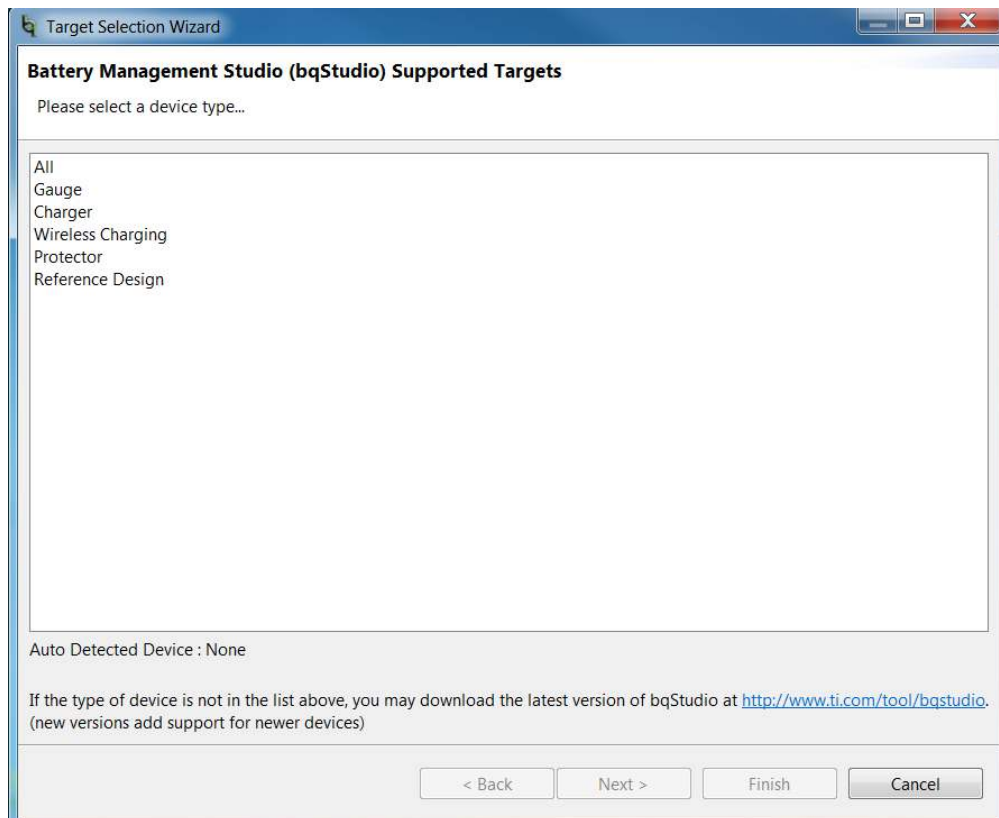 Target Selection Wizard
Battery Management Studio (bqStudio) Supported Targets
Please select a device type...
All
Gauge
Charger
Wireless Charging
Protector
Reference Design
Auto Detected Device : None
If the type of device is not in the list above, you may download the latest version of bqStudio at http://www.ti.com/tool/bqstudio.
(new versions add support for newer devices)
< Back Next > Finish Cancel